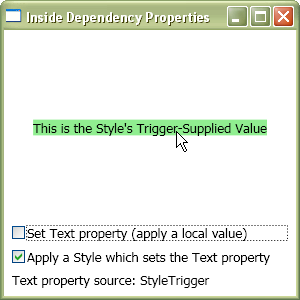 Inside Dependency Properties
This is the Style's Trigger-Supplied Value
Set Text property (apply a local value)
Apply a Style which sets the Text property
Text property source: StyleTrigger